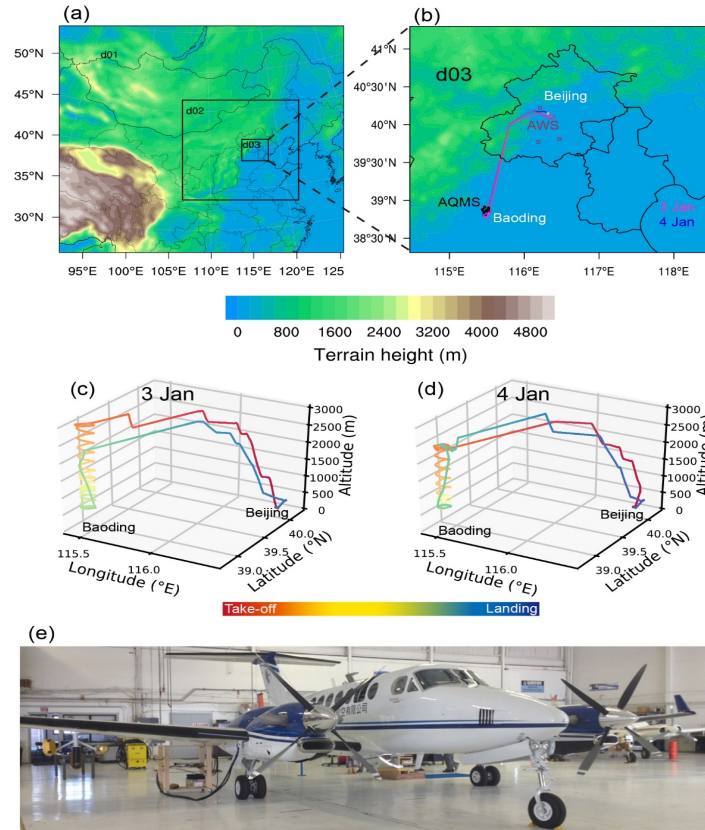 (a)
50°N
45°N
40°N
35°N
30°N
d01
d02
d03
95°E 100°E 105°E 110°E 115°E 120°E 125°E
(b)
41°N
40°30'N
40°N
39°30'N
39°N
38°30'N
d03
Beijing
AWS
AQMS
Baoding
3 Jan
4 Jan
115°E 116°E 117°E 118°E
0 800 1600 2400 3200 4000 4800
Terrain height (m)
(c)
3 Jan
3000
2500
2000
1500
1000
500
0
Altitude (m)
Baoding
Beijing
115.5
116.0
Longitude (°E)
39.0
39.5
40.0
Latitude (°N)
(d)
4 Jan
3000
2500
2000
1500
1000
500
0
Altitude (m)
Baoding
Beijing
115.5
116.0
Longitude (°E)
39.0
39.5
40.0
Latitude (°N)
Take-off Landing
(e)
有限公司